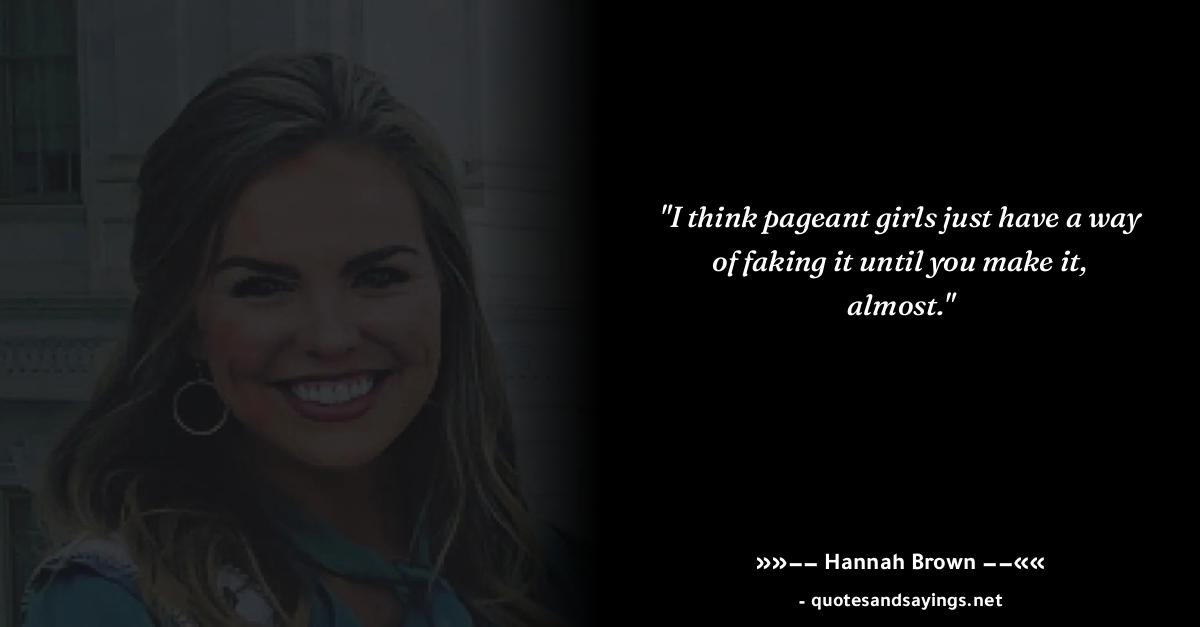 "I think pageant girls just have a way
of faking it until you make it,
almost."
»»−− Hannah Brown −−««
- quotesandsayings.net